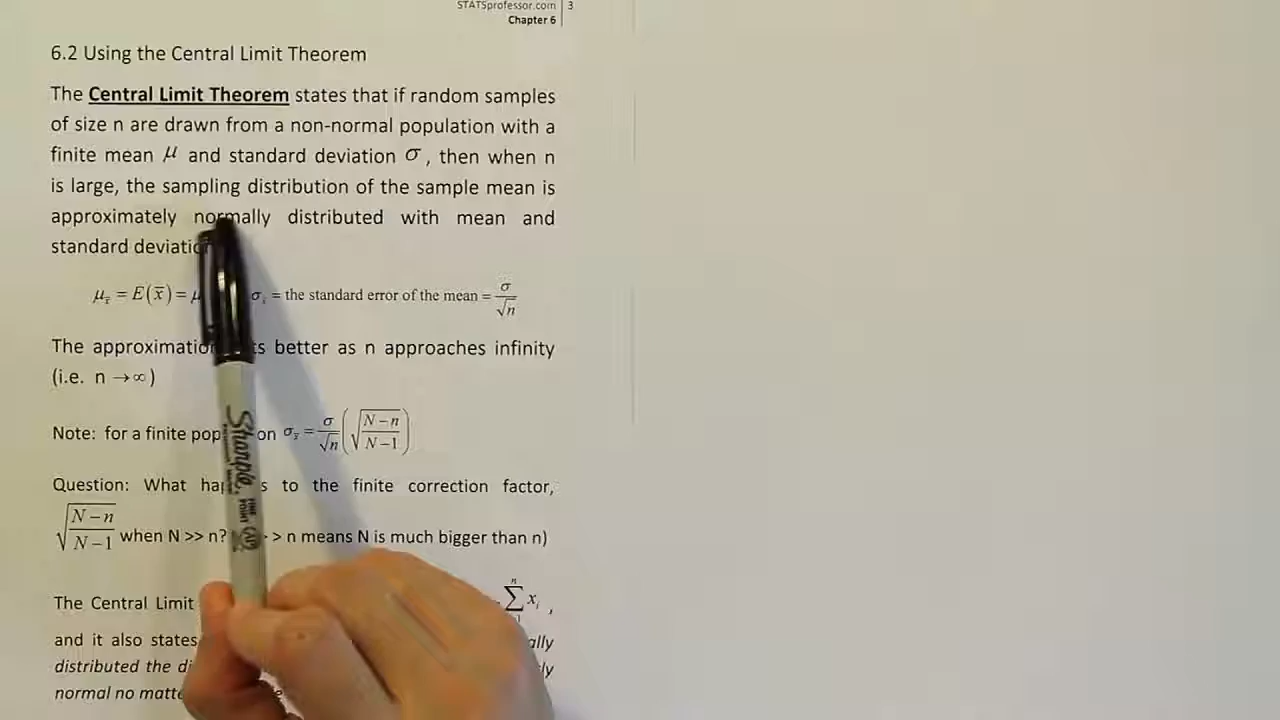 STATSprofessor.com 3
Chapter 6
6.2 Using the Central Limit Theorem
The Central Limit Theorem states that if random samples
of size n are drawn from a non-normal population with a
finite mean μ and standard deviation σ, then when n
is large, the sampling distribution of the sample mean is
approximately normally distributed with mean and
standard deviatio
μx̄ = E(x̄) = μ σx̄ = the standard error of the mean = σ/√n
The approximation better as n approaches infinity
(i.e. n →∞)
Note: for a finite pop on σx̄ = σ/√n (√((N−n)/(N−1)))
Question: What ha s to the finite correction factor,
√((N−n)/(N−1)) when N >> n? > n means N is much bigger than n)
The Central Limit ∑ xi ,
and it also states ally
distributed the di ly
normal no matte
Sharpie